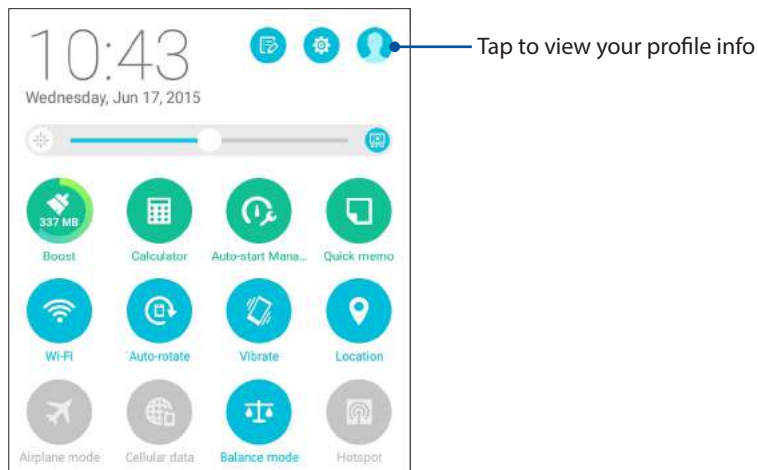 10:43
Tap to view your profile info
Wednesday, Jun 17, 2015
337 MB
Boost Calculator Auto-start Mana... Quick memo
Wi-Fi Auto-rotate Vibrate Location
Airplane mode Cellular data Balance mode Hotspot